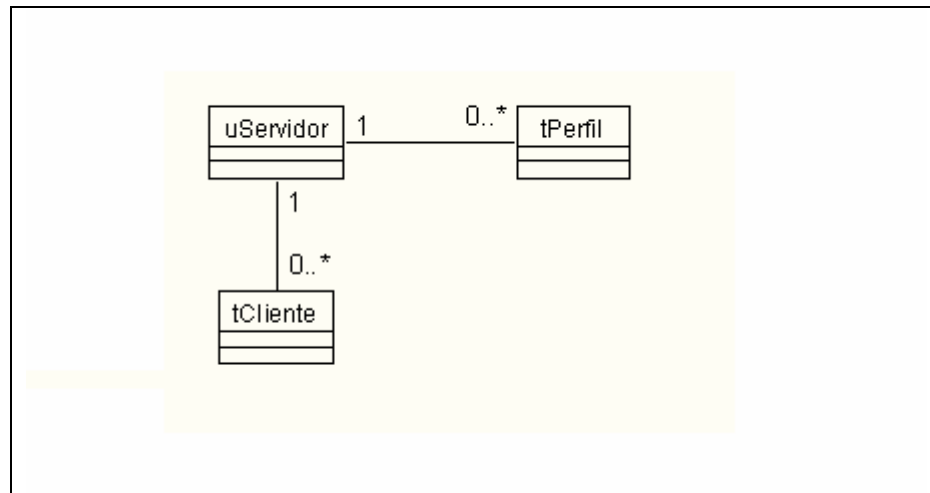 uServidor
1
0..*
tPerfil
1
0..*
tCliente